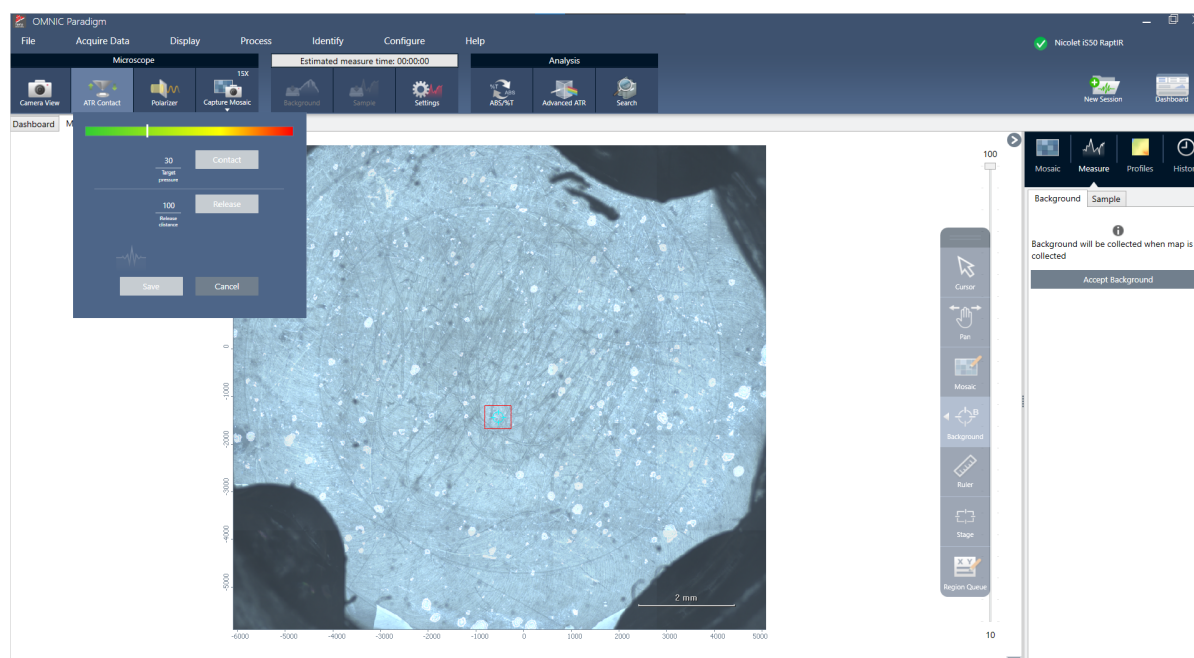 OMNIC Paradigm
File Acquire Data Display Process Identify Configure Help
Nicolet iS50 RaptIR
Microscope
Estimated measure time: 00:00:00
Analysis
15X
%T ABS
Camera View
ATR Contact
Polarizer
Capture Mosaic
Background
Sample
Settings
ABS/%T
Advanced ATR
Search
New Session
Dashboard
Dashboard M
30
Target
pressure
Contact
100
Release
distance
Release
Save
Cancel
100
Cursor
Pan
Mosaic
B
Background
Ruler
Stage
X Y
Region Queue
10
0
-1000
-2000
-3000
-4000
-5000
2 mm
-6000 -5000 -4000 -3000 -2000 -1000 0 1000 2000 3000 4000 5000
Mosaic Measure Profiles Histor
Background Sample
Background will be collected when map is
collected
Accept Background